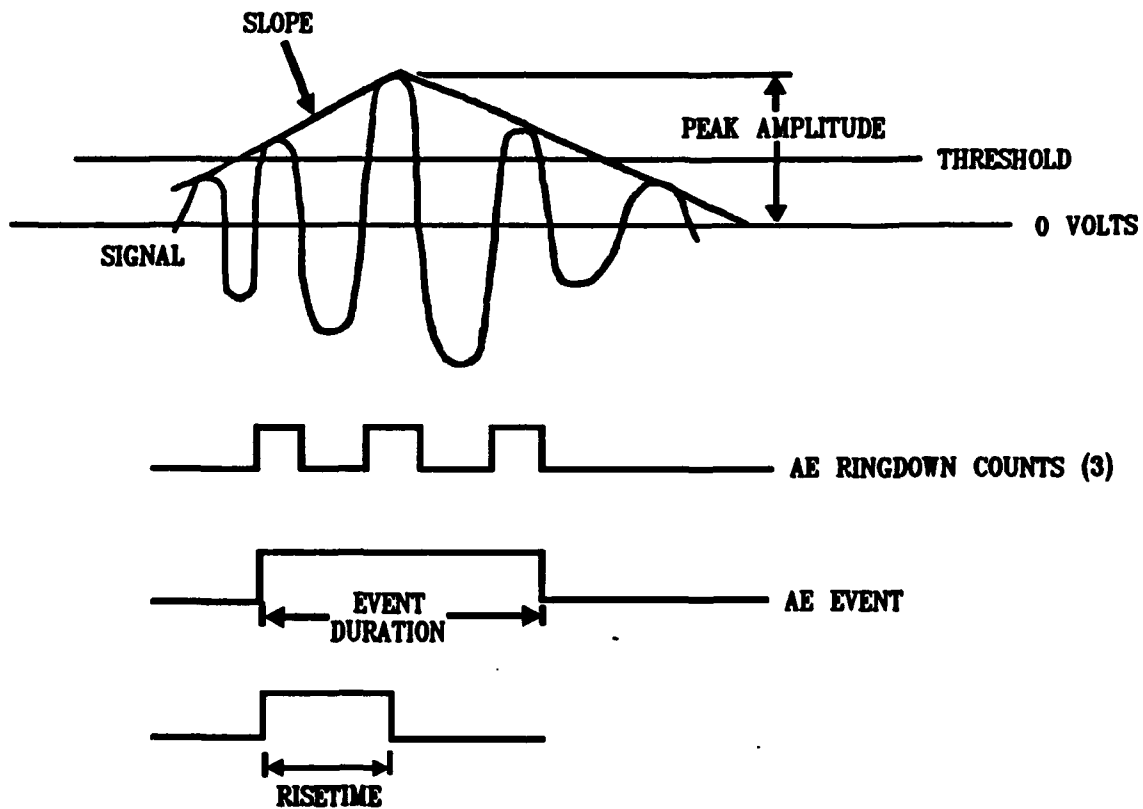 SLOPE
PEAK AMPLITUDE
THRESHOLD
0 VOLTS
SIGNAL
AE RINGDOWN COUNTS (3)
EVENT
DURATION
AE EVENT
RISETIME